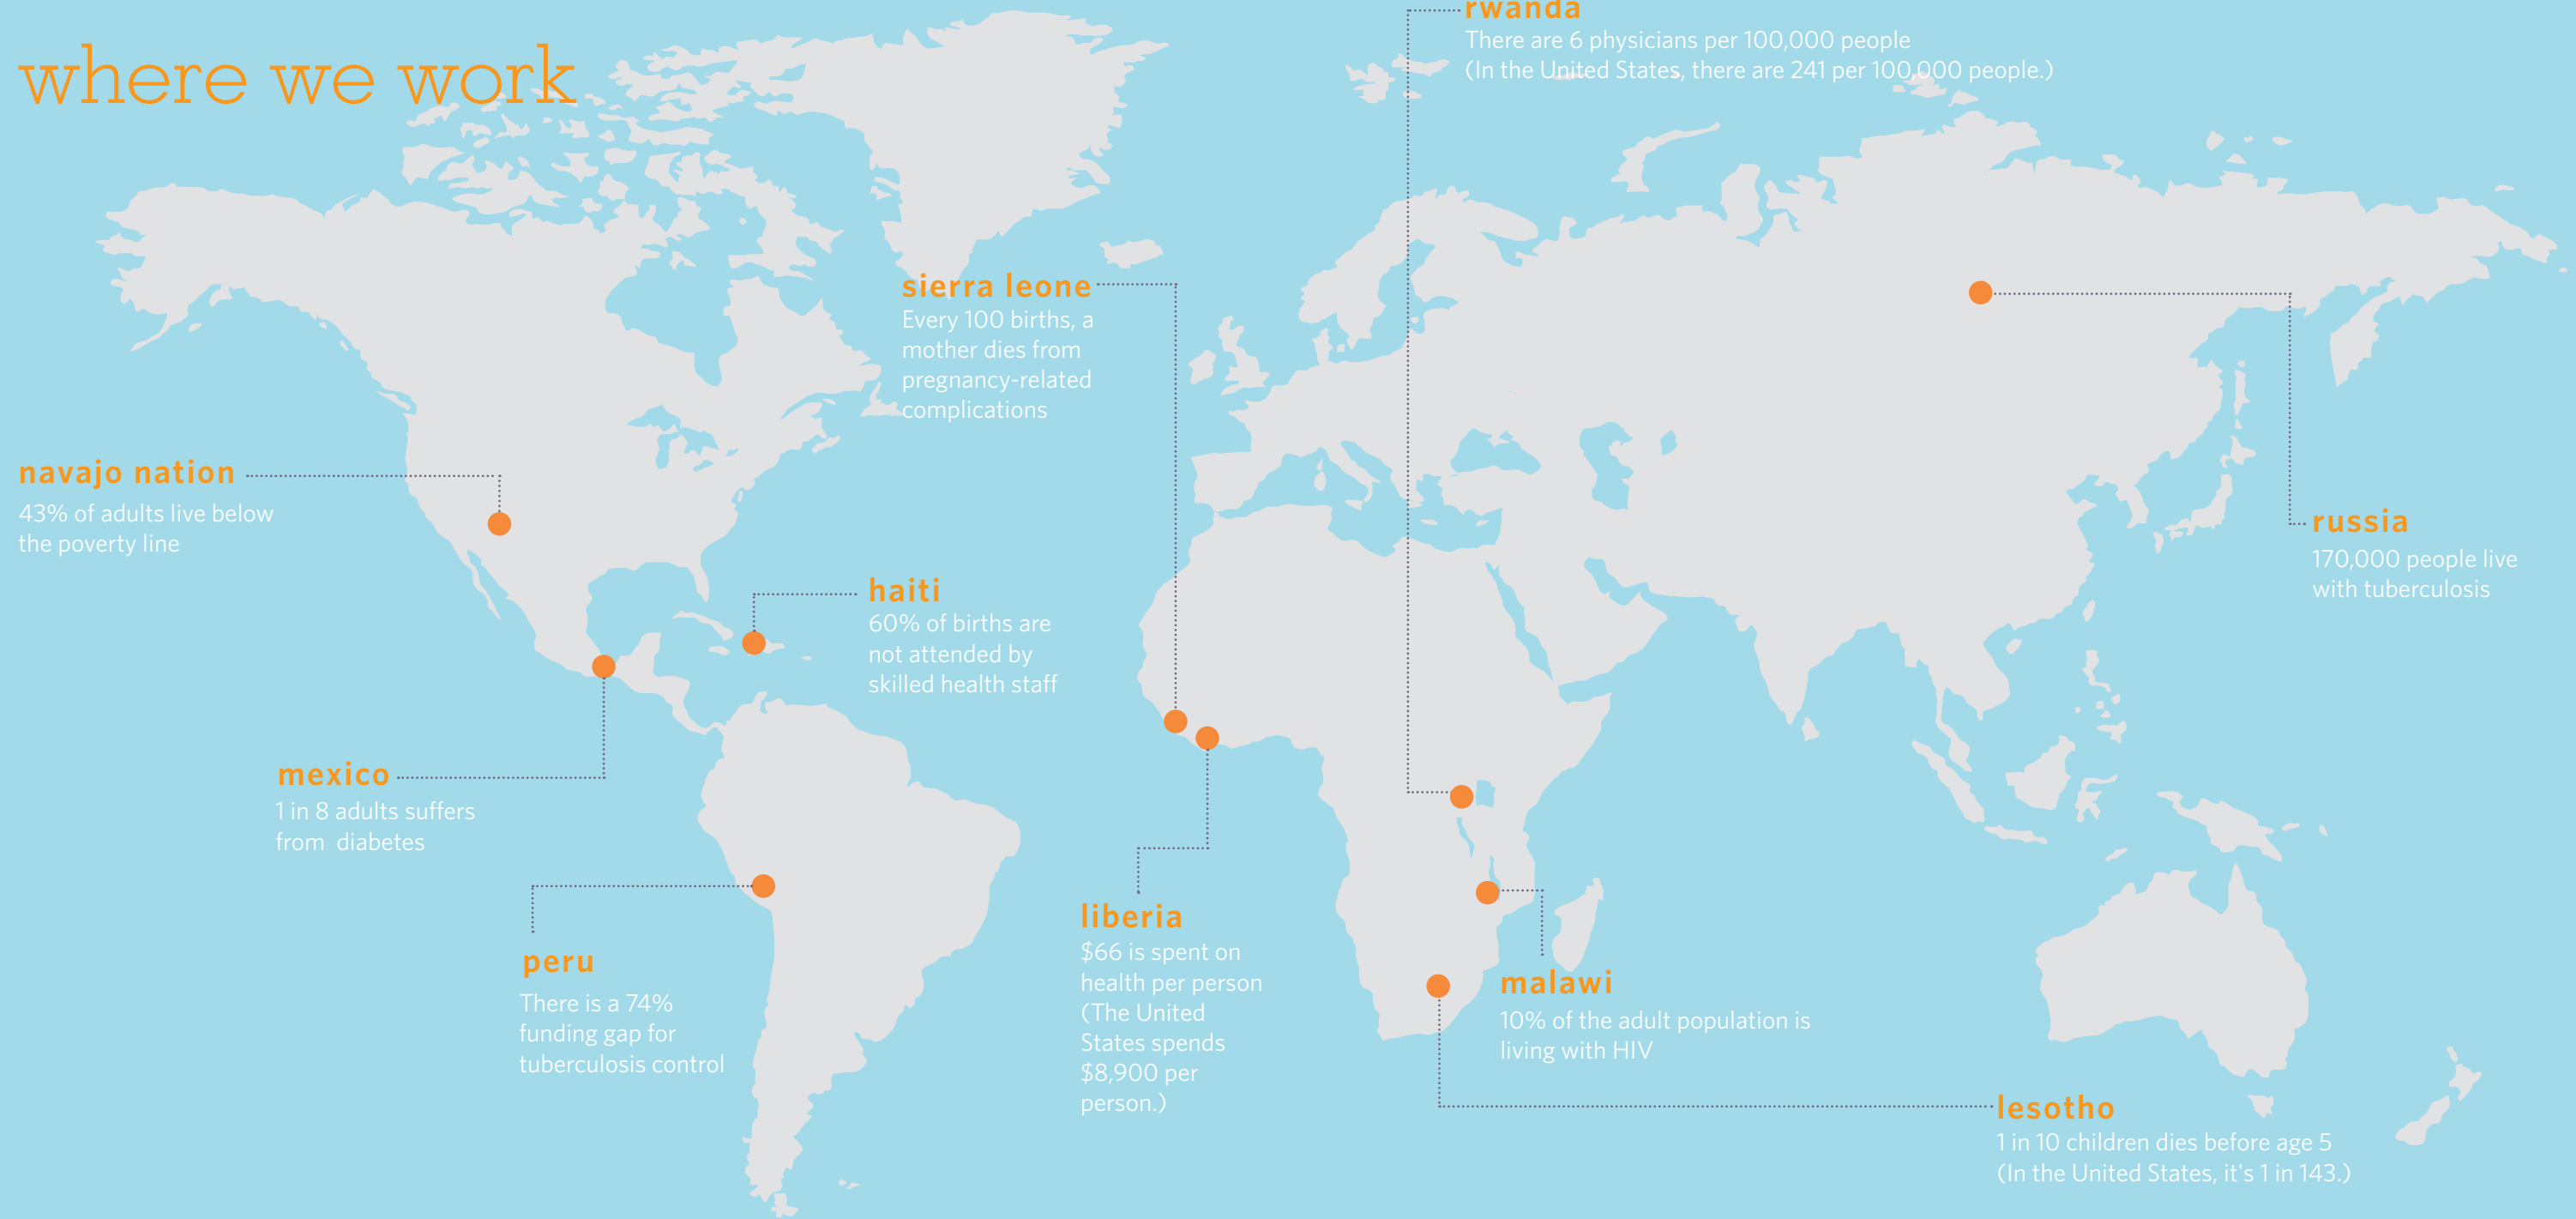 where we work
rwanda
There are 6 physicians per 100,000 people
(In the United States, there are 241 per 100,000 people.)
sierra leone
Every 100 births, a
mother dies from
pregnancy-related
complications
navajo nation
43% of adults live below
the poverty line
russia
170,000 people live
with tuberculosis
haiti
60% of births are
not attended by
skilled health staff
mexico
1 in 8 adults suffers
from diabetes
peru
There is a 74%
funding gap for
tuberculosis control
liberia
$66 is spent on
health per person
(The United
States spends
$8,900 per
person.)
malawi
10% of the adult population is
living with HIV
lesotho
1 in 10 children dies before age 5
(In the United States, it's 1 in 143.)